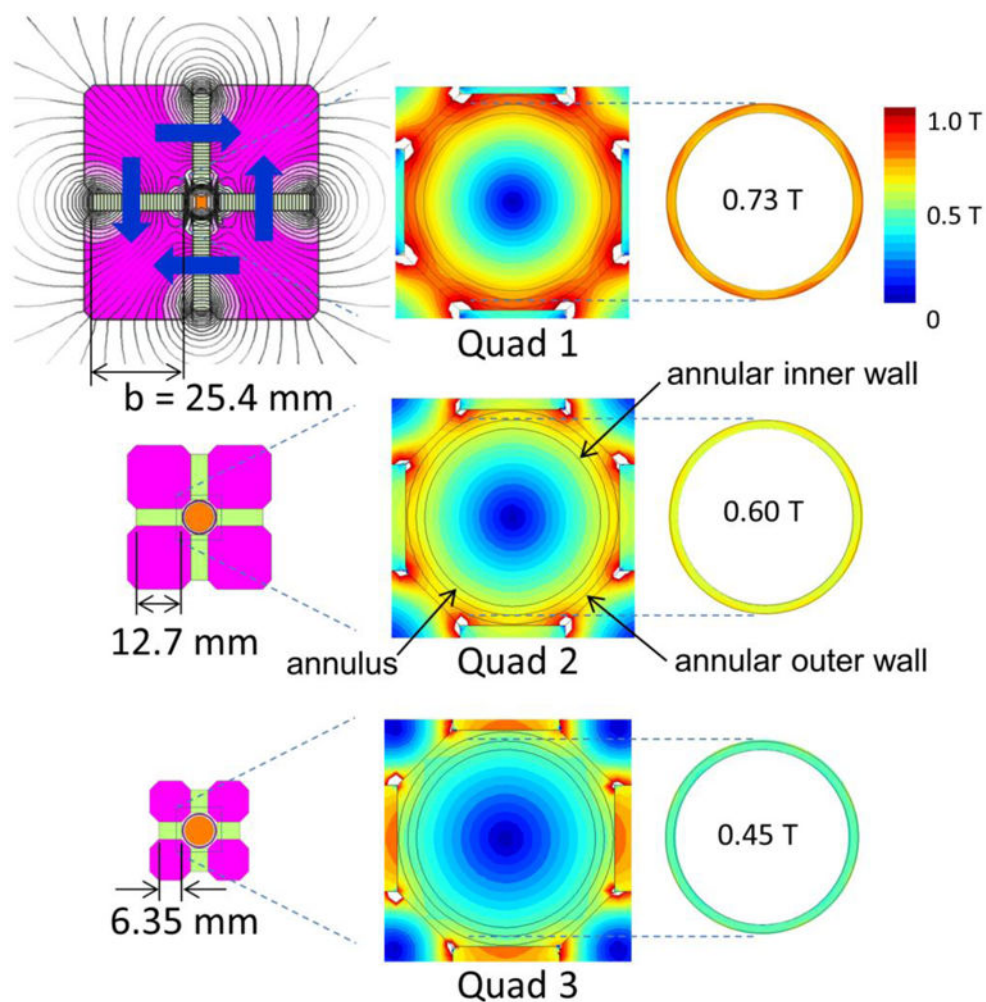 1.0 T
0.73 T
0.5 T
0
Quad 1
b = 25.4 mm
annular inner wall
0.60 T
12.7 mm
annulus
Quad 2
annular outer wall
0.45 T
6.35 mm
Quad 3